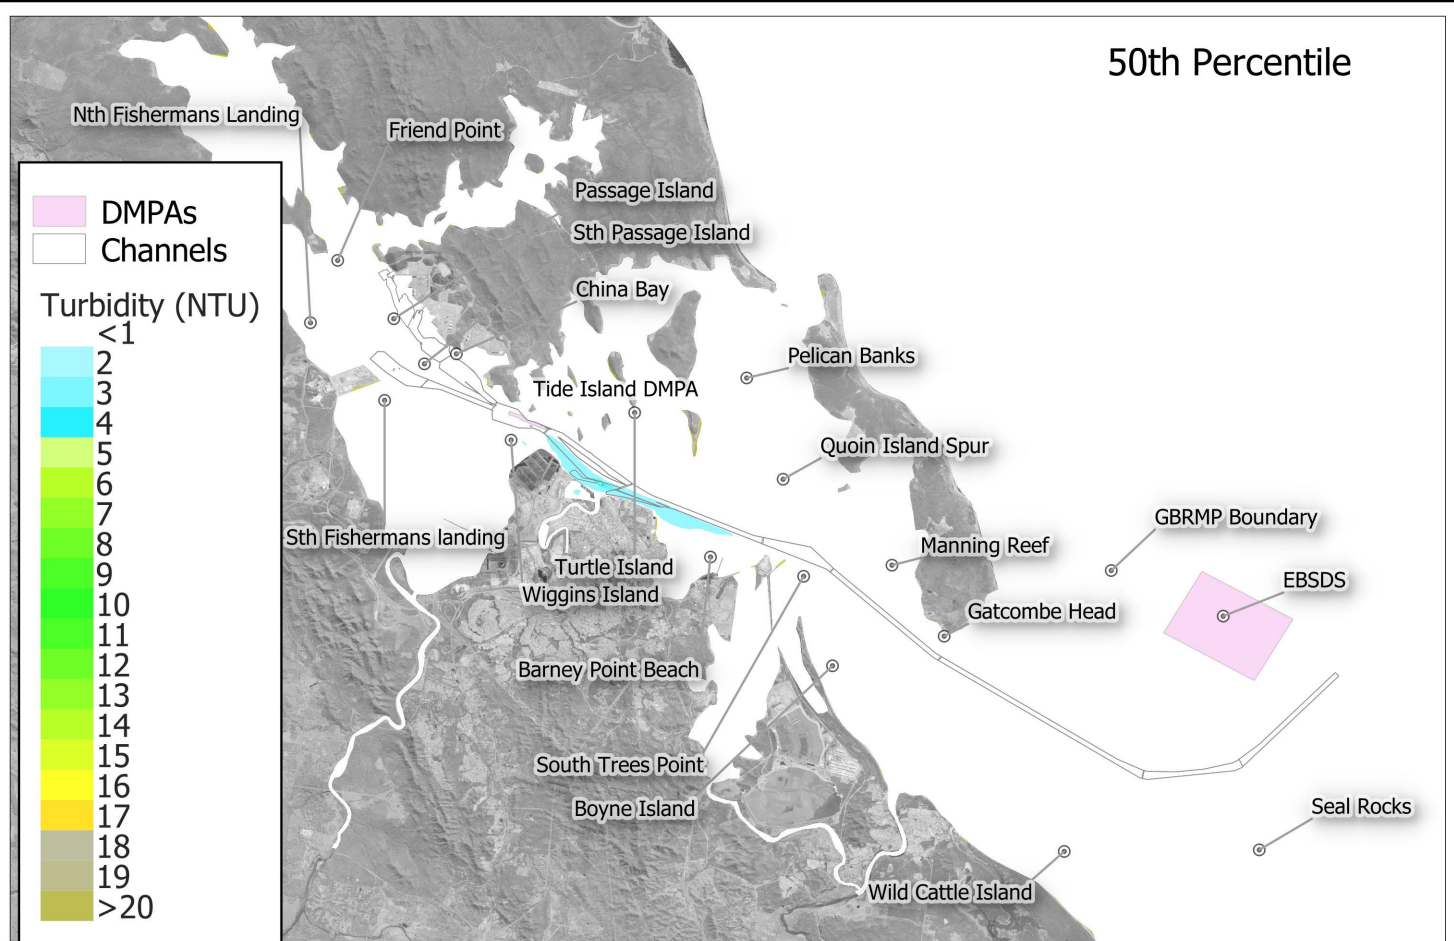 50th Percentile
Nth Fishermans Landing
Friend Point
Passage Island
Sth Passage Island
China Bay
Pelican Banks
Tide Island DMPA
Quoin Island Spur
GBRMP Boundary
Sth Fishermans landing
Manning Reef
Turtle Island
EBSDS
Wiggins Island
Gatcombe Head
Barney Point Beach
South Trees Point
Boyne Island
Seal Rocks
Wild Cattle Island
DMPAs
Channels
Turbidity (NTU)
<1
2
3
4
5
6
7
8
9
10
11
12
13
14
15
16
17
18
19
>20